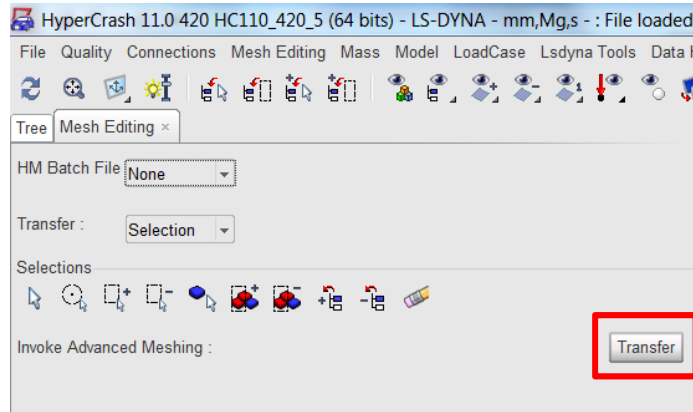 HyperCrash 11.0 420 HC110_420_5 (64 bits) - LS-DYNA - mm,Mg,s - : File loaded
File Quality Connections Mesh Editing Mass Model LoadCase Lsdyna Tools Data
Tree Mesh Editing ×
HM Batch File None
Transfer : Selection
Selections
Invoke Advanced Meshing : Transfer